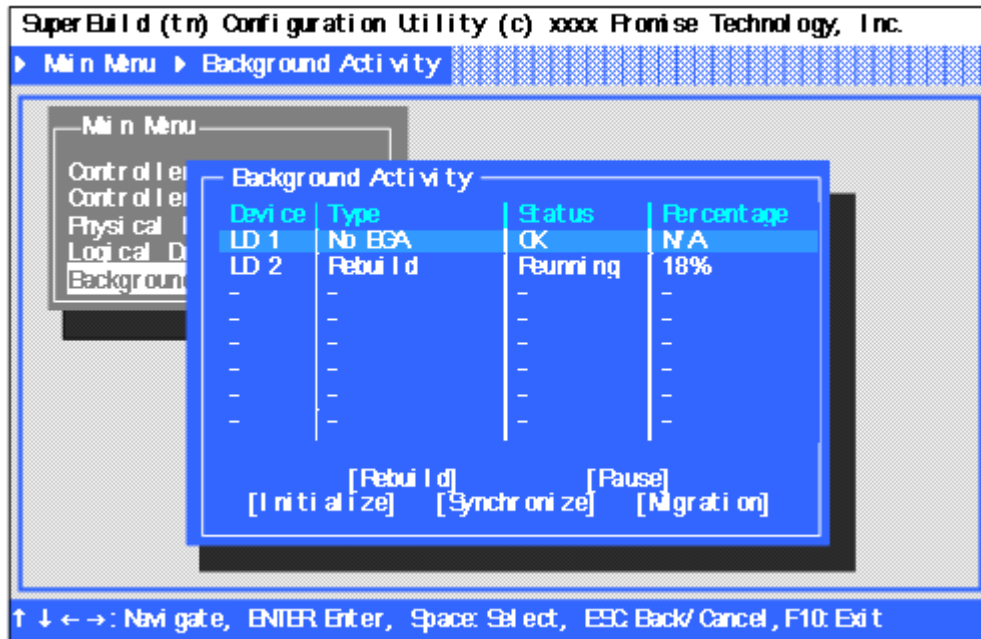 SuperBuild (tm) Configuration Utility (c) xxxx Promise Technology, Inc.
▶ Main Menu ▶ Background Activity
Main Menu
Controller
Controller
Physical
Logical D
Backgroun
Background Activity
Device | Type | Status | Percentage
LD 1 No BGA OK N/A
LD 2 Rebuild Reunning 18%
- - - -
- - - -
- - - -
- - - -
- - - -
- - - -
[Rebuild] [Pause]
[Initialize] [Synchronize] [Migration]
↑ ↓ ← →: Navigate, ENTER: Enter, Space: Select, ESC: Back/Cancel, F10: Exit